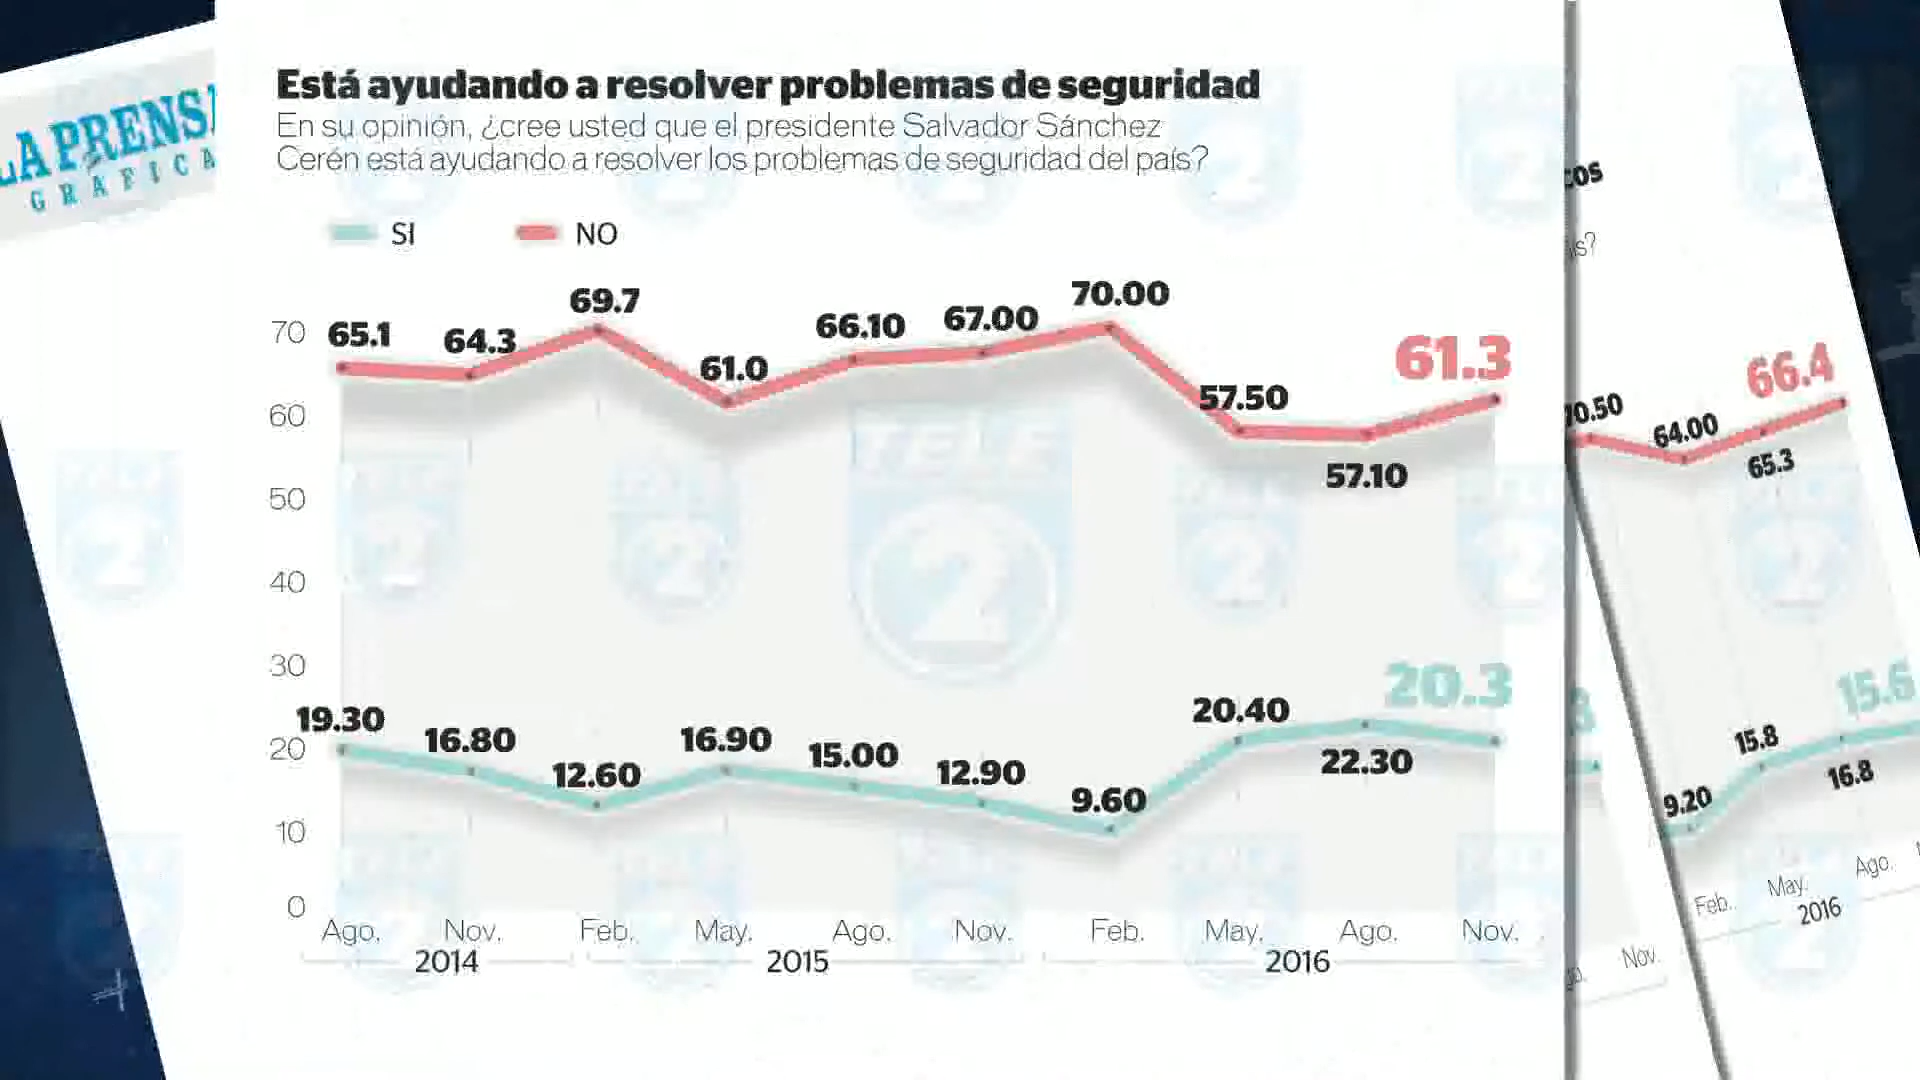 LA PRENSA
GRÁFICA
Está ayudando a resolver problemas de seguridad
En su opinión, ¿cree usted que el presidente Salvador Sánchez
Cerén está ayudando a resolver los problemas de seguridad del país?
SI NO
70
60
50
40
30
20
10
0
65.1 64.3 69.7 61.0 66.10 67.00 70.00 57.50 57.10 61.3
19.30 16.80 12.60 16.90 15.00 12.90 9.60 20.40 22.30 20.3
Ago. Nov. Feb. May. Ago. Nov. Feb. May. Ago. Nov.
2014 2015 2016
TELE
2
64.00 65.3 66.4
9.20 15.8 16.8 15.6
Feb. May. Ago.
2016
Nov.